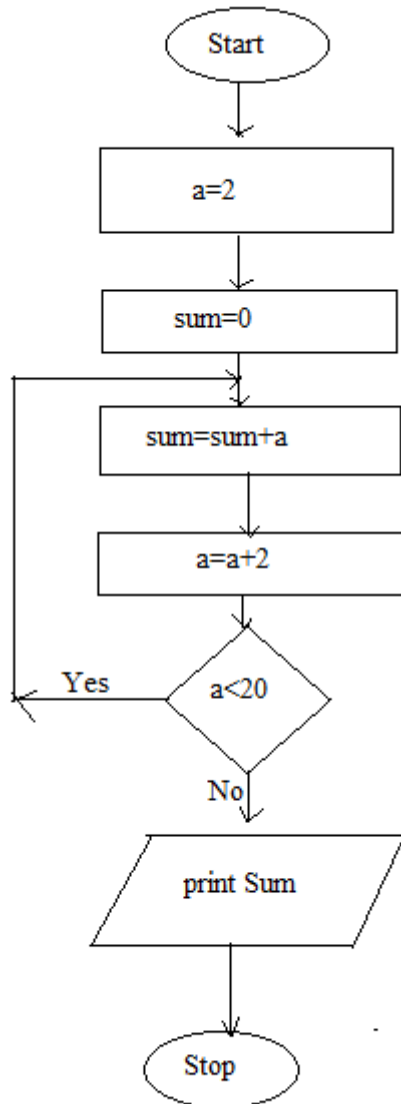 Start
a=2
sum=0
sum=sum+a
a=a+2
a<20
Yes
No
print Sum
Stop